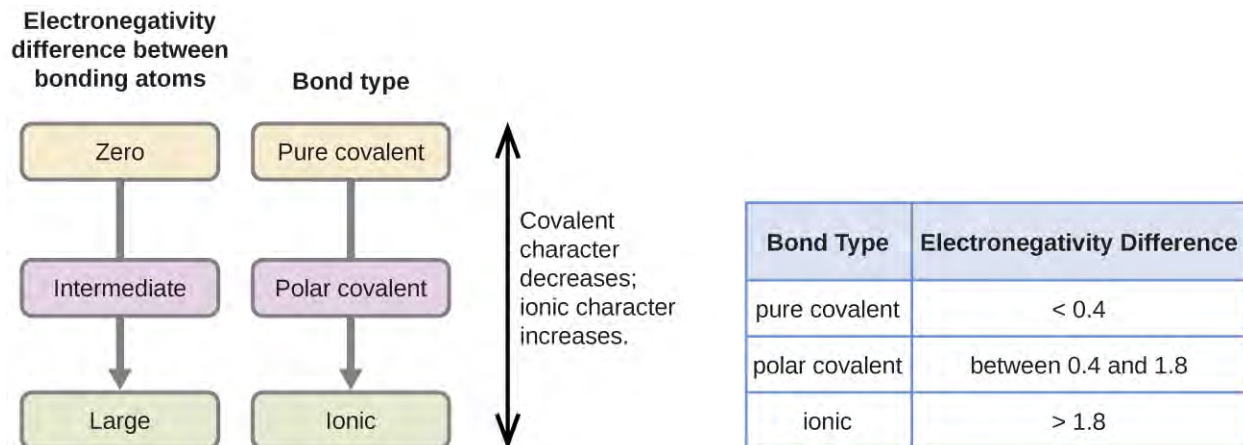 Electronegativity
difference between
bonding atoms
Bond type
Zero
Pure covalent
Intermediate
Polar covalent
Large
Ionic
Covalent
character
decreases;
ionic character
increases.
Bond Type Electronegativity Difference
pure covalent < 0.4
polar covalent between 0.4 and 1.8
ionic > 1.8